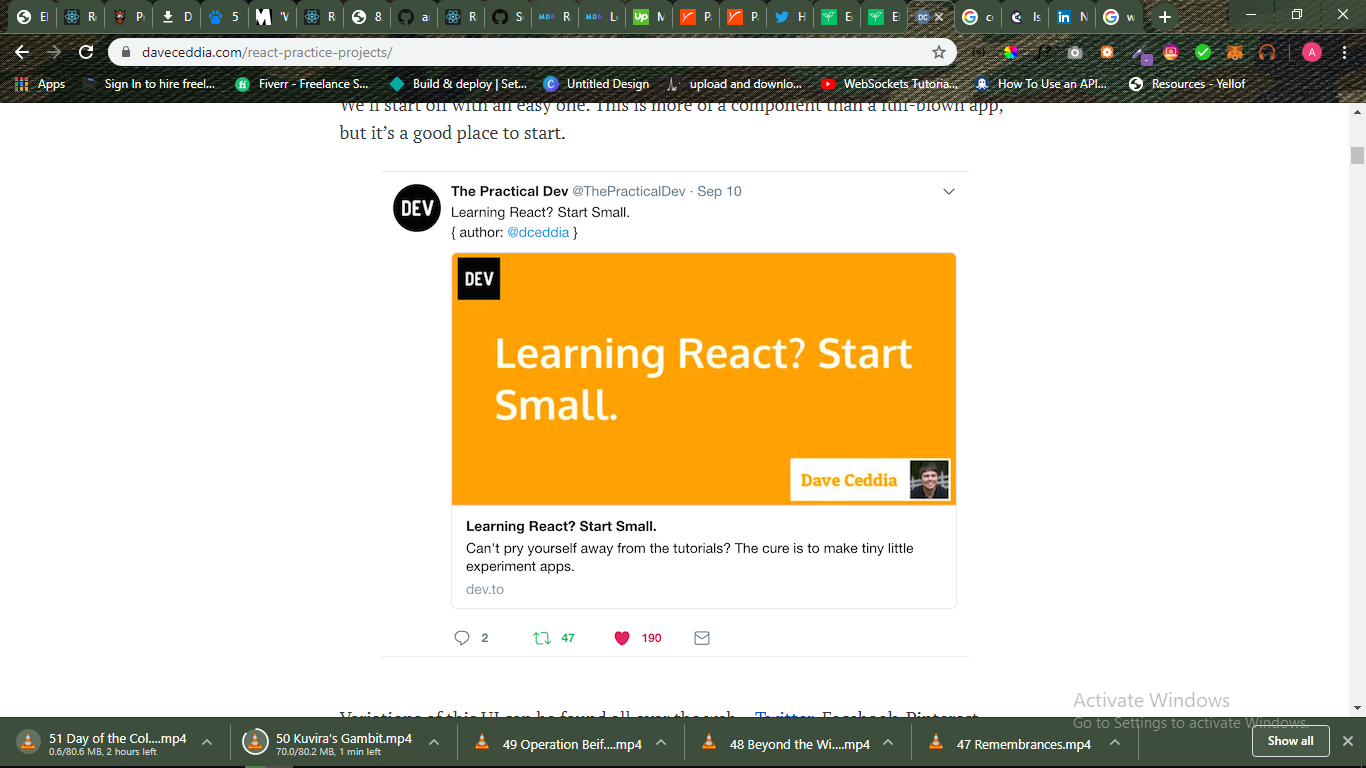 El
R
P
D
5
'V
R
8
a
R
S
R
L
M
P
P
H
E
E
c
Is
N
w
daveceddia.com/react-practice-projects/
A
Apps
Sign In to hire freel...
Fiverr - Freelance S...
Build & deploy | Set...
Untitled Design
upload and downlo...
WebSockets Tutoria...
How To Use an API...
Resources - Yellof
We'll start off with an easy one. This is more of a component than a full-blown app,
but it's a good place to start.
DEV
The Practical Dev @ThePracticalDev · Sep 10
Learning React? Start Small.
{ author: @dceddia }
DEV
Learning React? Start
Small.
Dave Ceddia
Learning React? Start Small.
Can't pry yourself away from the tutorials? The cure is to make tiny little
experiment apps.
dev.to
2 47 190
Variations of this UI can be found all over the web – Twitter, Facebook, Pinterest,
Activate Windows
Go to Settings to activate Windows.
51 Day of the Col....mp4
0.6/80.6 MB, 2 hours left
50 Kuvira's Gambit.mp4
70.0/80.2 MB, 1 min left
49 Operation Beif....mp4
48 Beyond the Wi....mp4
47 Remembrances.mp4
Show all